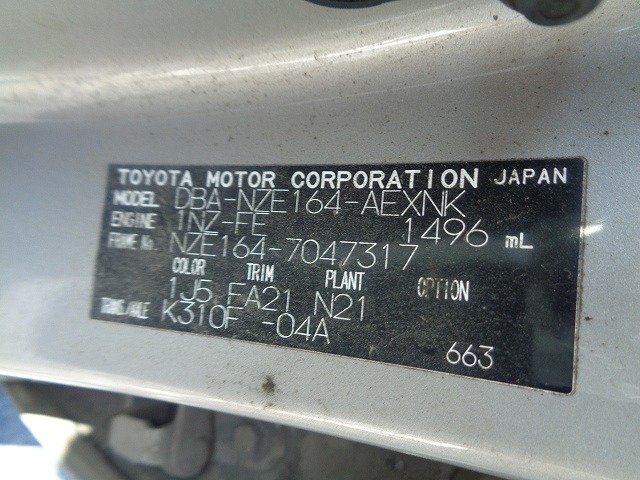 TOYOTA MOTOR CORPORATION JAPAN
MODEL DBA-NZE164-AEXNK
ENGINE 1NZ-FE 1496 mL
FRAME No. NZE164-7047317
COLOR TRIM PLANT OPTION
1J5 FA21 N21
TRANS/AXLE K310F -04A
663